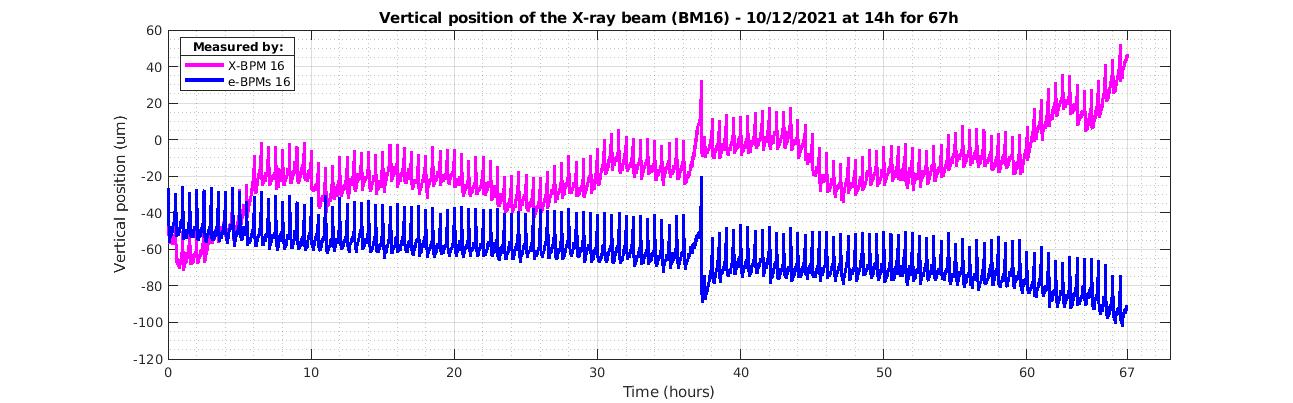 Vertical position of the X-ray beam (BM16) - 10/12/2021 at 14h for 67h
Measured by:
X-BPM 16
e-BPMs 16
Vertical position (um)
60
40
20
0
-20
-40
-60
-80
-100
-120
0 10 20 30 40 50 60 67
Time (hours)